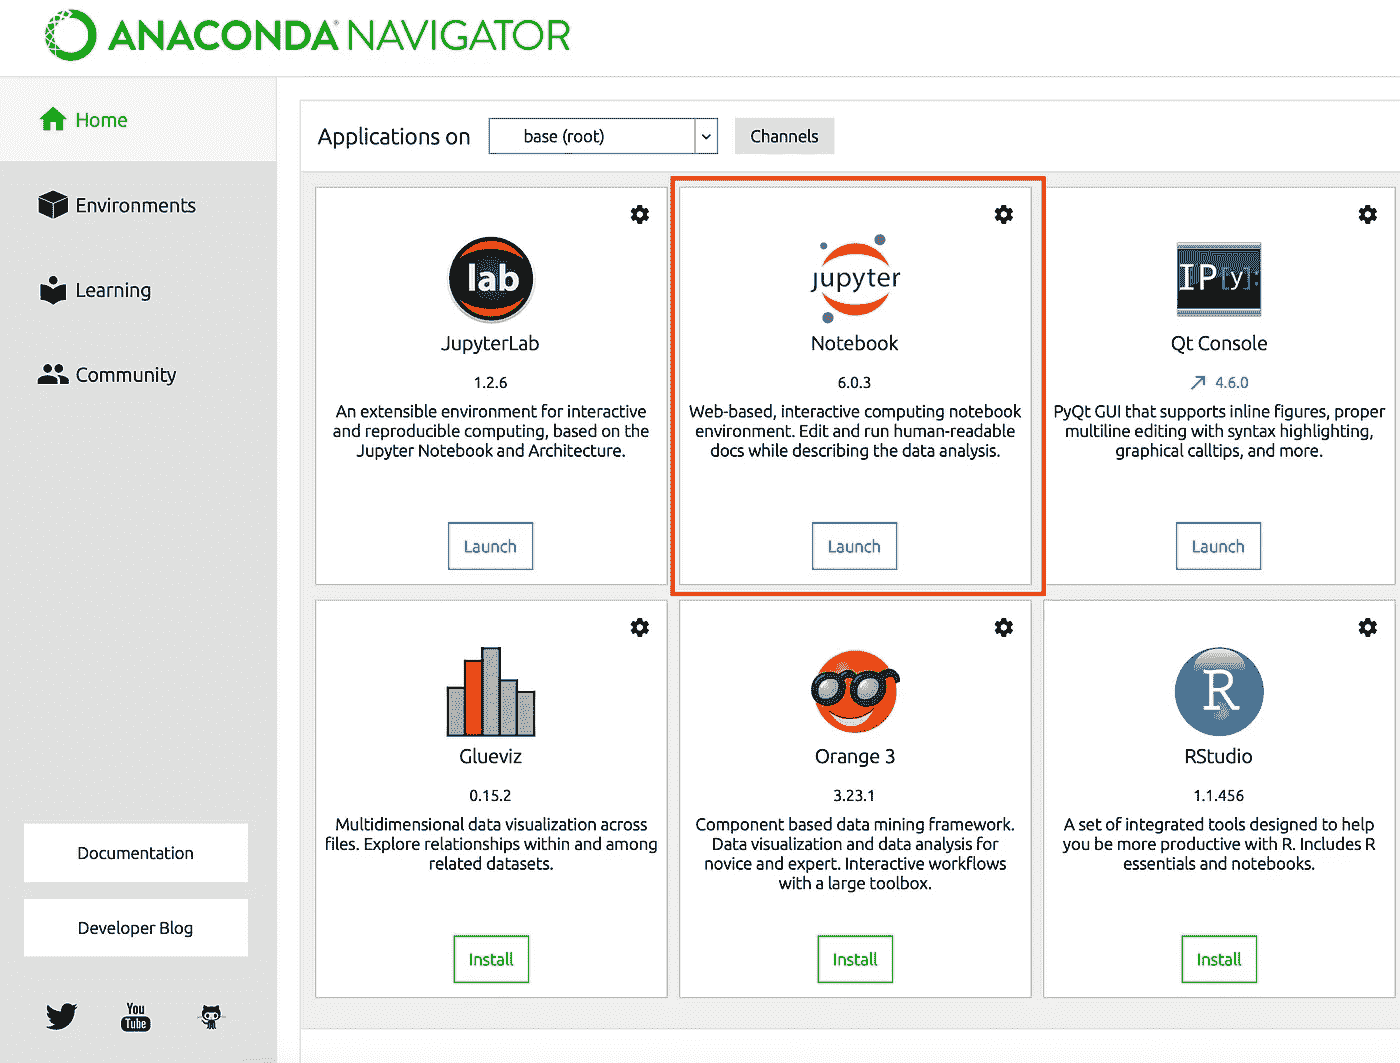 ANACONDA NAVIGATOR
Home
Environments
Learning
Community
Documentation
Developer Blog
You
Tube
Applications on
base (root)
Channels
lab
JupyterLab
1.2.6
An extensible environment for interactive
and reproducible computing, based on the
Jupyter Notebook and Architecture.
Launch
jupyter
Notebook
6.0.3
Web-based, interactive computing notebook
environment. Edit and run human-readable
docs while describing the data analysis.
Launch
IP[y]:
Qt Console
4.6.0
PyQt GUI that supports inline figures, proper
multiline editing with syntax highlighting,
graphical calltips, and more.
Launch
Glueviz
0.15.2
Multidimensional data visualization across
files. Explore relationships within and among
related datasets.
Install
Orange 3
3.23.1
Component based data mining framework.
Data visualization and data analysis for
novice and expert. Interactive workflows
with a large toolbox.
Install
R
RStudio
1.1.456
A set of integrated tools designed to help
you be more productive with R. Includes R
essentials and notebooks.
Install